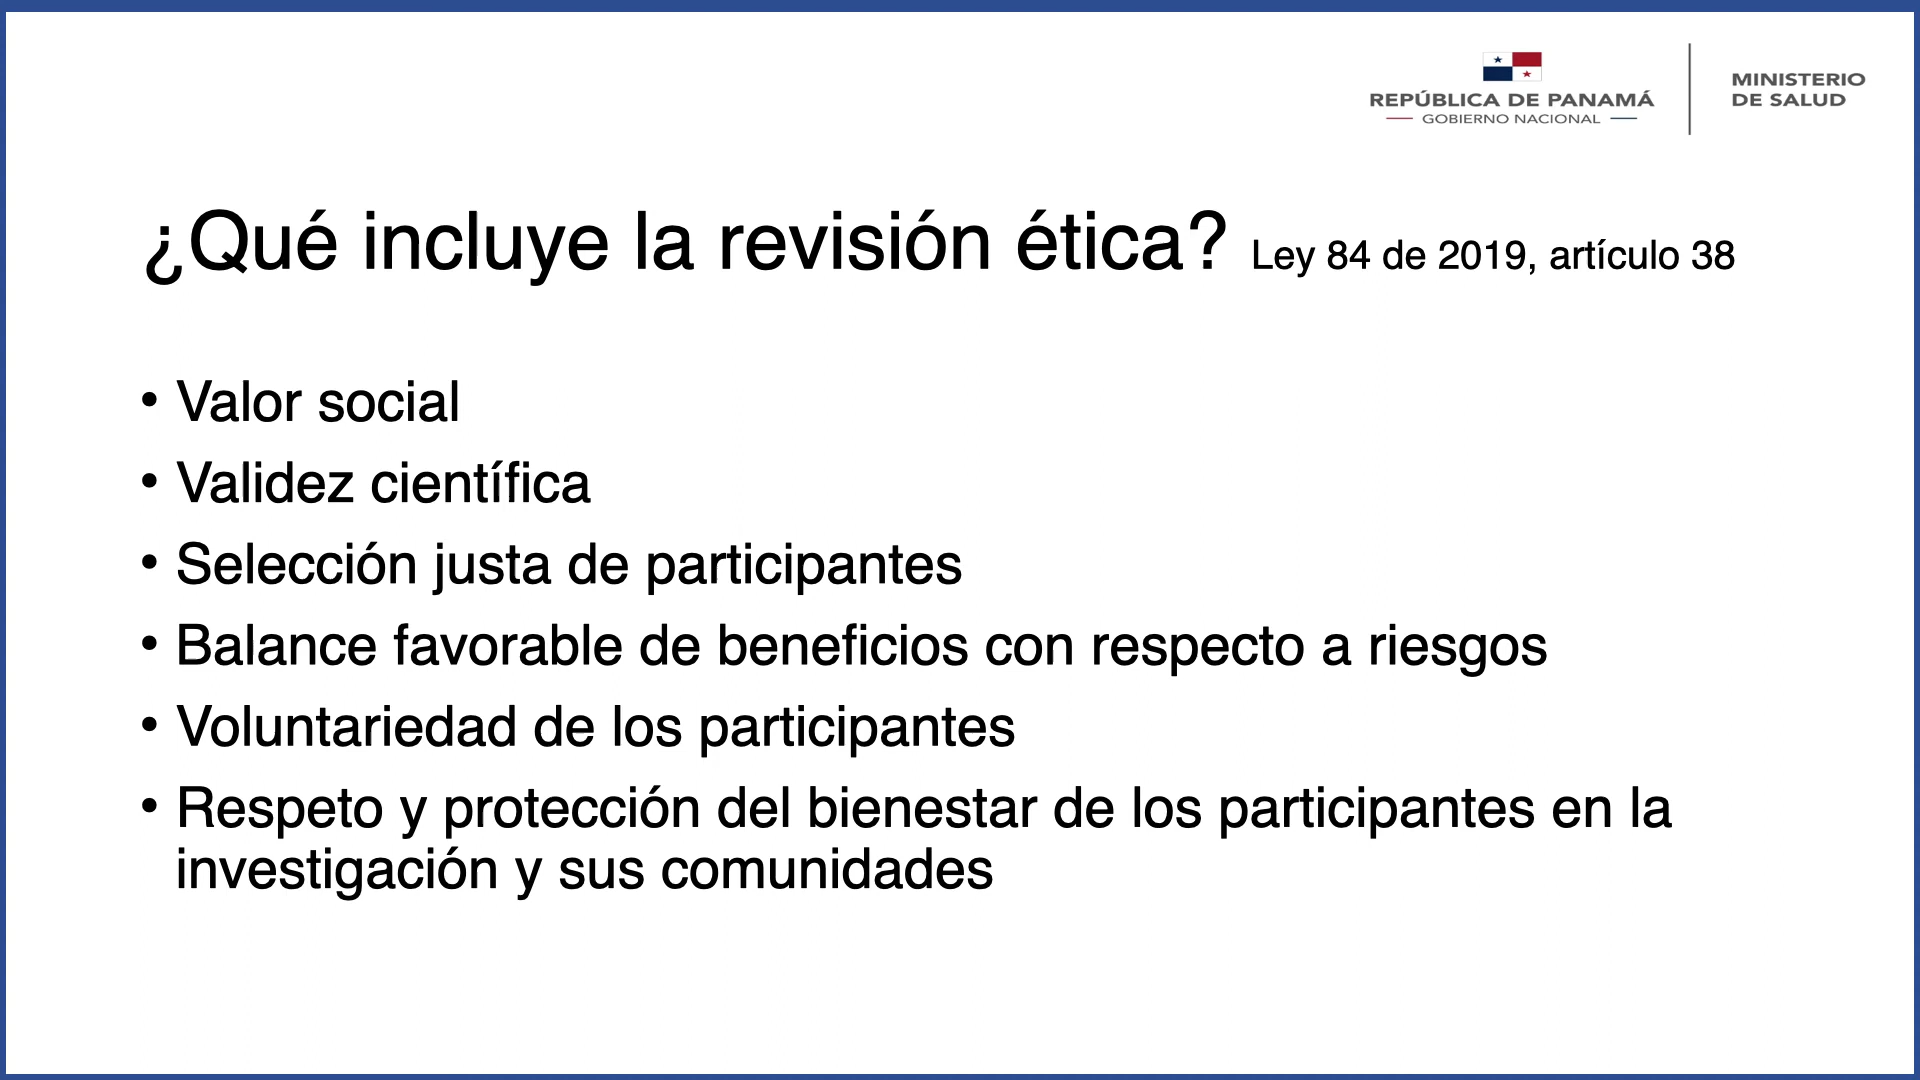 REPÚBLICA DE PANAMÁ
GOBIERNO NACIONAL
MINISTERIO
DE SALUD
¿Qué incluye la revisión ética? Ley 84 de 2019, artículo 38
• Valor social
• Validez científica
• Selección justa de participantes
• Balance favorable de beneficios con respecto a riesgos
• Voluntariedad de los participantes
• Respeto y protección del bienestar de los participantes en la
investigación y sus comunidades